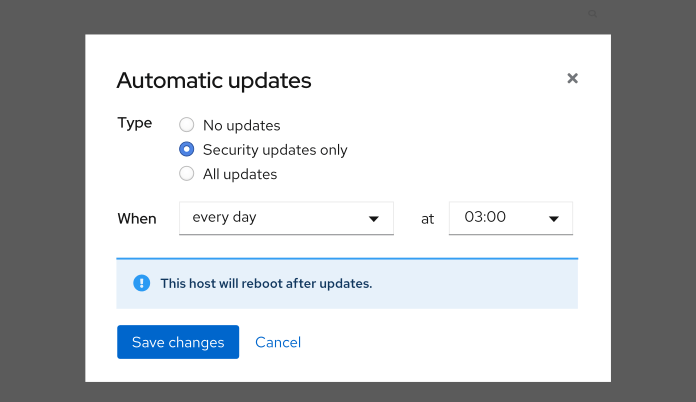 Automatic updates
Type
No updates
Security updates only
All updates
When every day at 03:00
This host will reboot after updates.
Save changes Cancel